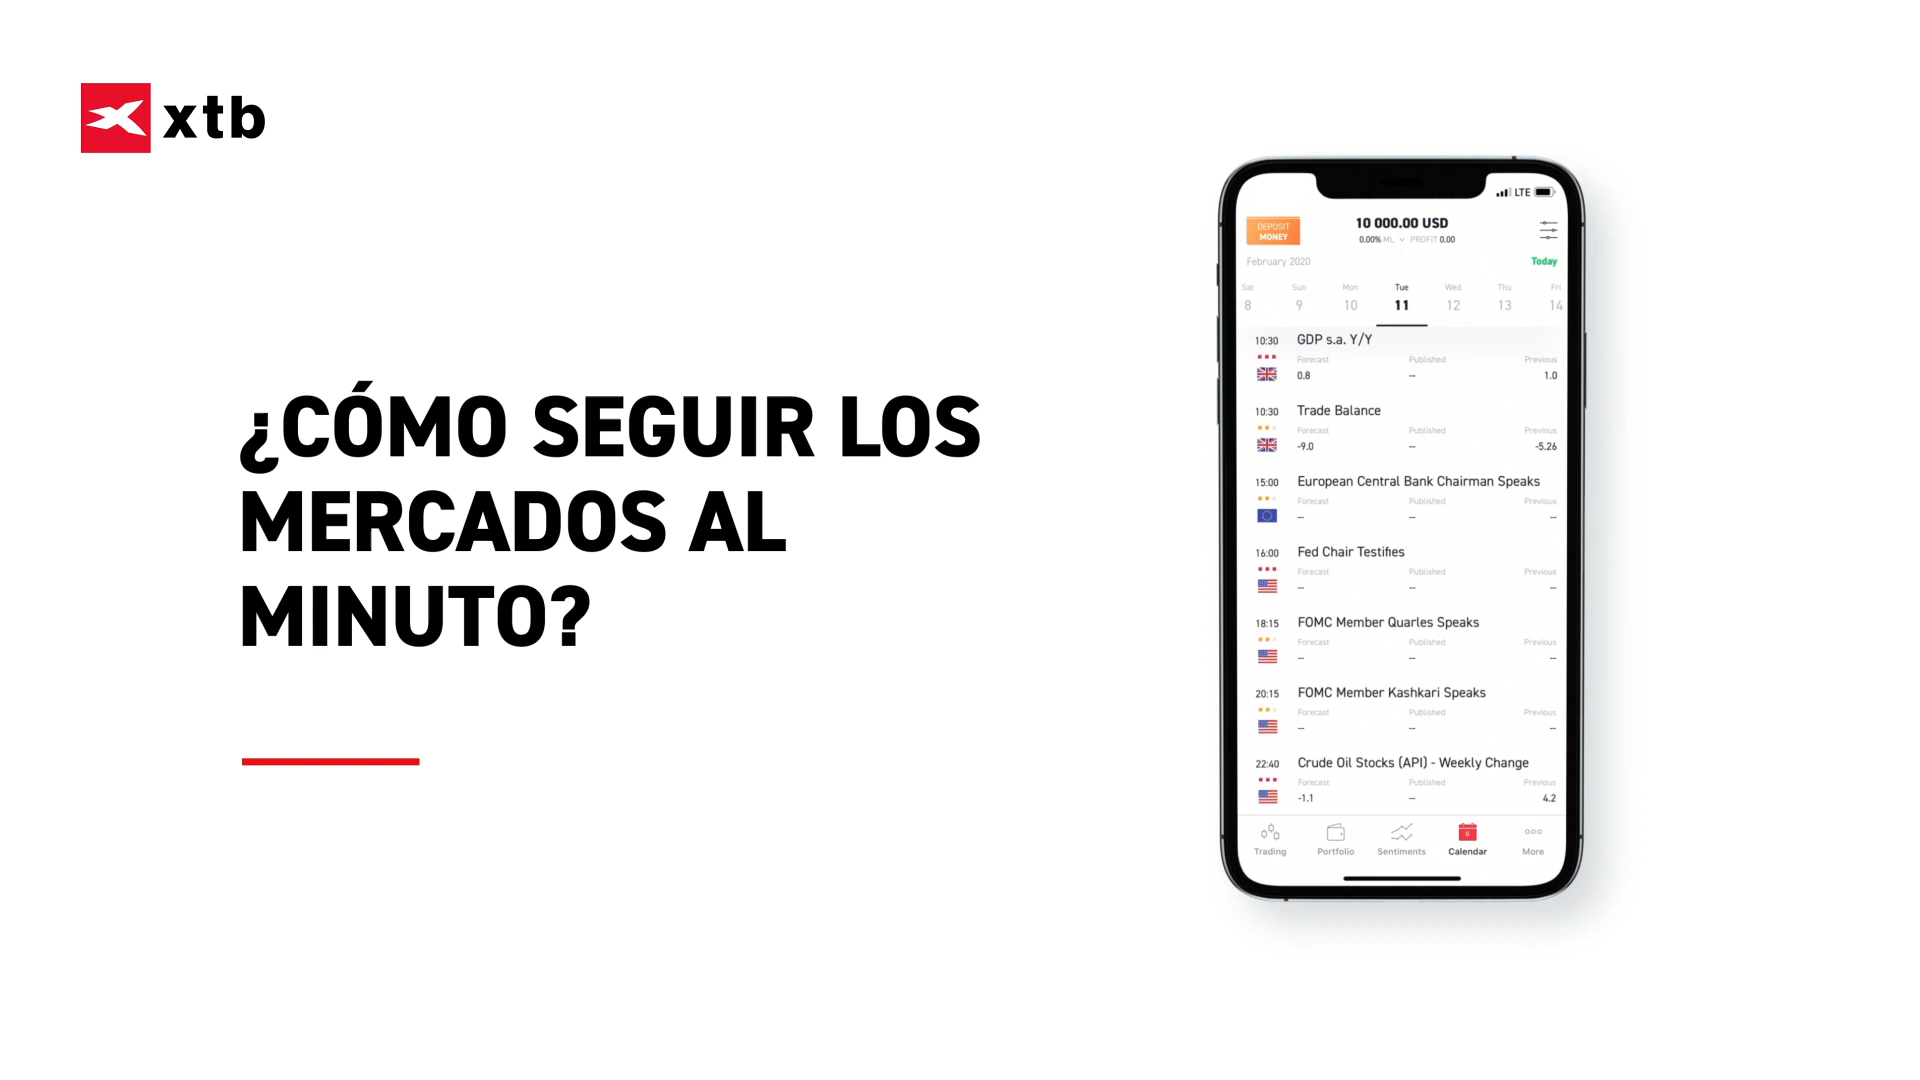 xtb
¿CÓMO SEGUIR LOS
MERCADOS AL
MINUTO?
LTE
DEPOSIT
MONEY
10 000.00 USD
0.00% ML PROFIT 0.00
February 2020
Today
Sat Sun Mon Tue Wed Thu Fri
8 9 10 11 12 13 14
10:30 GDP s.a. Y/Y
Forecast Published Previous
0.8 -- 1.0
10:30 Trade Balance
Forecast Published Previous
-9.0 -- -5.26
15:00 European Central Bank Chairman Speaks
Forecast Published Previous
-- -- --
16:00 Fed Chair Testifies
Forecast Published Previous
-- -- --
18:15 FOMC Member Quarles Speaks
Forecast Published Previous
-- -- --
20:15 FOMC Member Kashkari Speaks
Forecast Published Previous
-- -- --
22:40 Crude Oil Stocks (API) - Weekly Change
Forecast Published Previous
-1.1 -- 4.2
8
Trading Portfolio Sentiments Calendar More